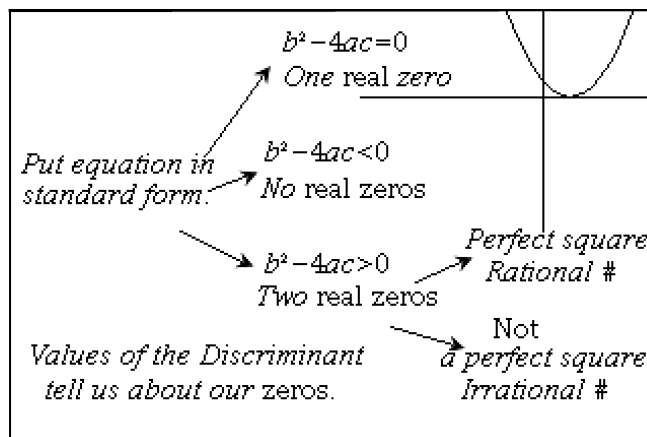 b²−4ac=0
One real zero
Put equation in
standard form.
b²−4ac<0
No real zeros
b²−4ac>0
Two real zeros
Perfect square
Rational #
Not
a perfect square
Irrational #
Values of the Discriminant
tell us about our zeros.